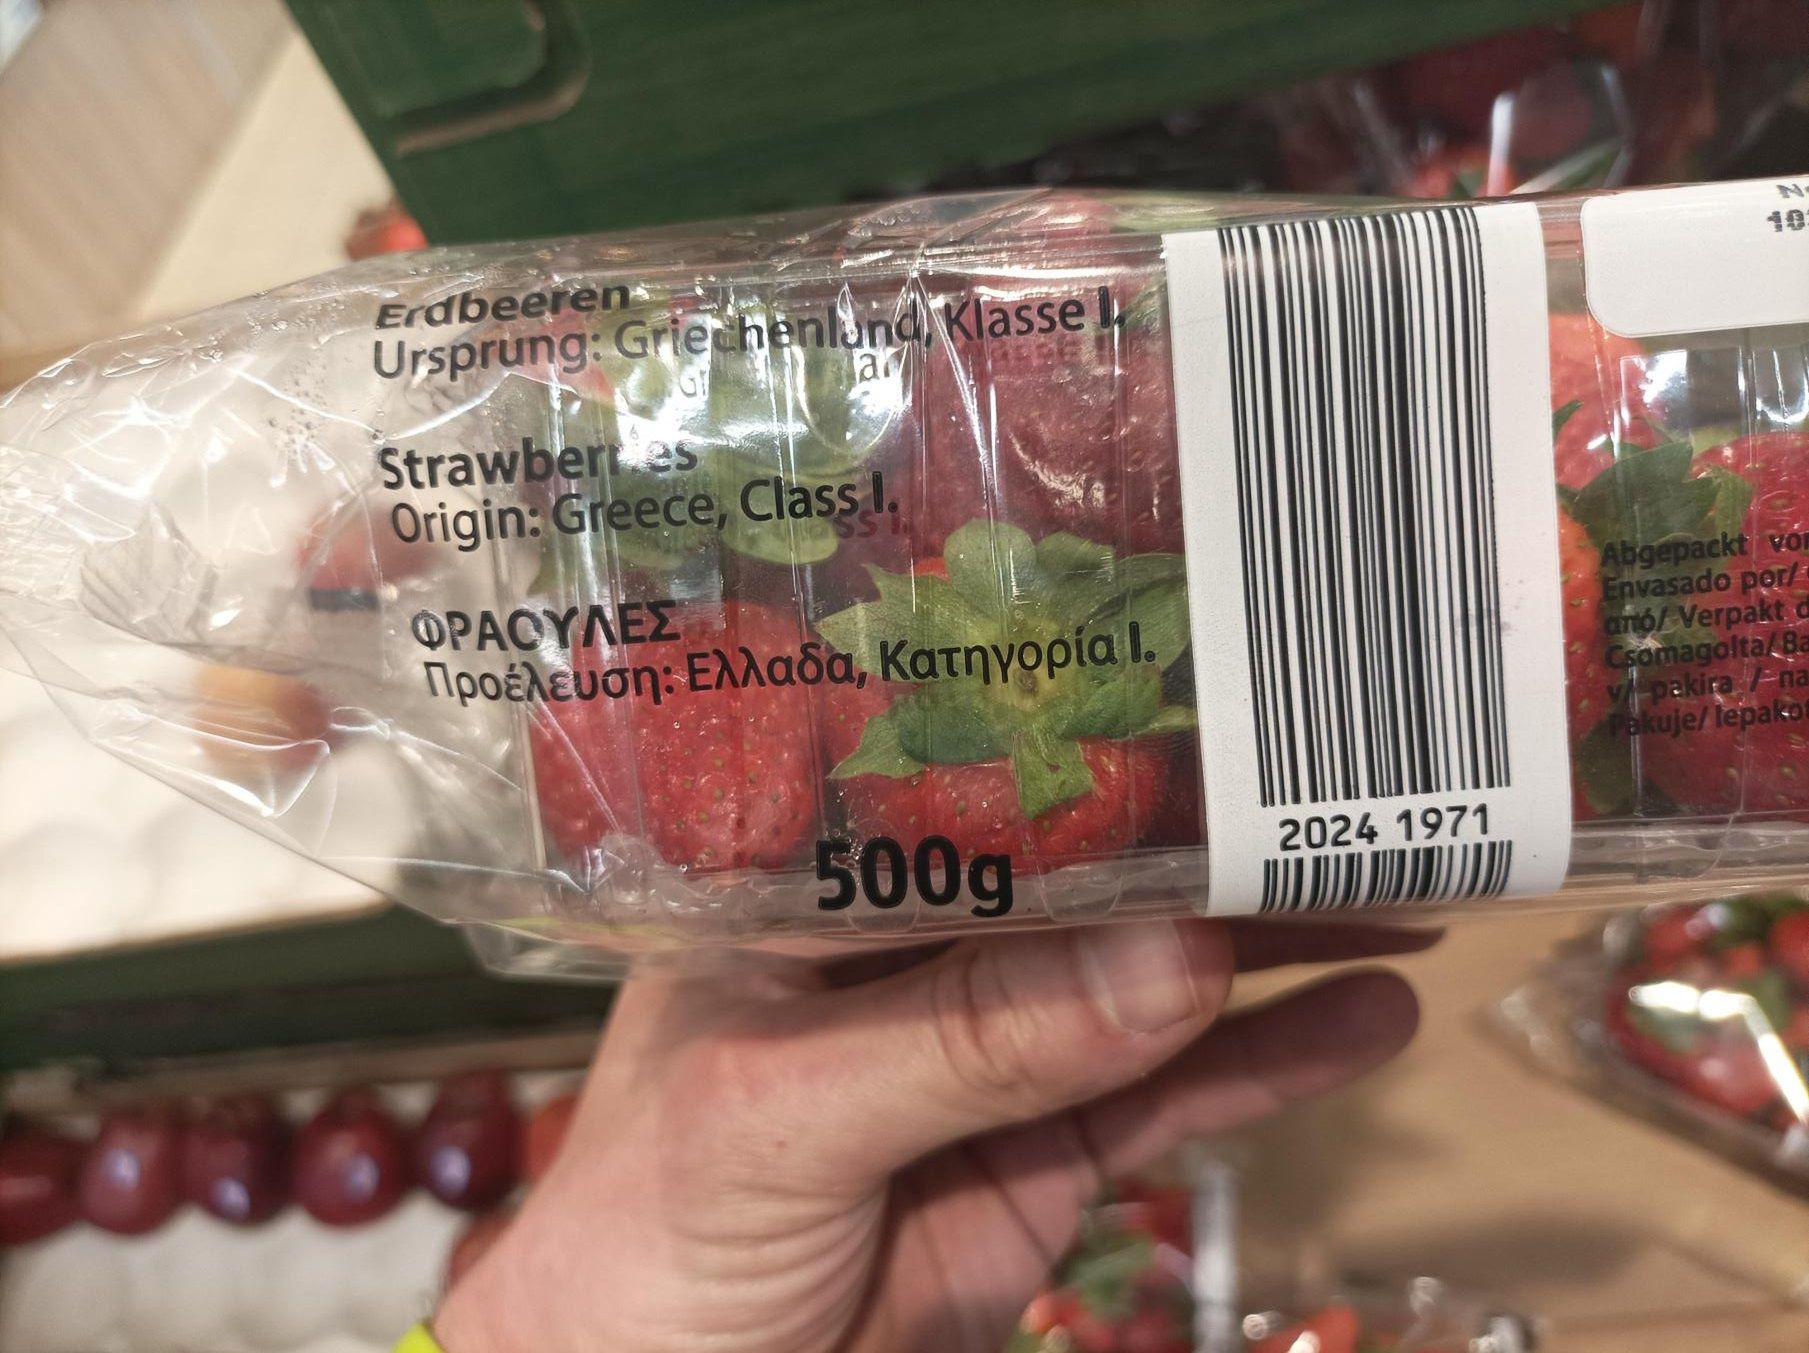 Erdbeeren
Ursprung: Griechenland, Klasse I.
Strawberries
Origin: Greece, Class I.
ΦΡΑΟΥΛΕΣ
Προέλευση: Ελλαδα, Κατηγορία I.
500g
2024 1971
Abgepackt
Envasado por/
από/ Verpakt
Csomagolta/
v/ pakira /
Pakuje/